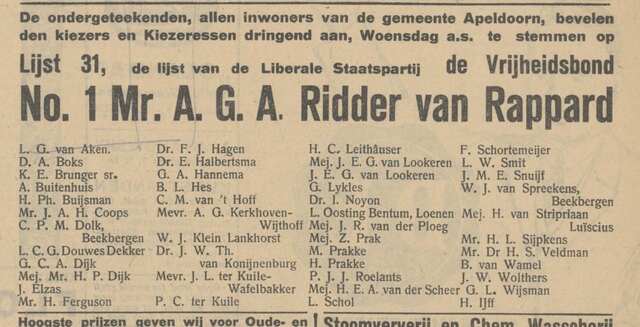 De ondergeteekenden, allen inwoners van de gemeente Apeldoorn, bevelen
den kiezers en Kiezeressen dringend aan, Woensdag a.s. te stemmen op
Lijst 31, de lijst van de Liberale Staatspartij de Vrijheidsbond
No. 1 Mr. A. G. A. Ridder van Rappard
L. G. van Aken.
D. A. Boks
K. E. Brunger sr.
A. Buitenhuis
H. Ph. Buijsman
Mr. J. A. H. Coops
C. P. M. Dolk,
Beekbergen
L. C. G. Douwes Dekker
G. C. A. Dijk
Mej. Mr. H. P. Dijk
J. Elzas
Mr. H. Ferguson
Dr. F. J. Hagen
Dr. E. Halbertsma
G. A. Hannema
B. L. Hes
C. M. van 't Hoff
Mevr. A. G. Kerkhoven-
Wijthoff
W. J. Klein Lankhorst
Dr. J. W. Th.
van Konijnenburg
Mevr. J. L. ter Kuile-
Wafelbakker
P. C. ter Kuile
H. C. Leithäuser
Mej. J. E. G. van Lookeren
J. E. G. van Lookeren
G. Lykles
Dr. I. Noyon
L. Oosting Bentum, Loenen
Mej. J. R. van der Ploeg
Mej. Z. Prak
M. Prakke
H. Prakke
P. J. J. Roelants
Mej. H. E. A. van der Scheer
L. Schol
F. Schortemeijer
L. W. Smit
J. M. E. Snuijf
W. J. van Spreekens,
Beekbergen
Mej. H. van Stripriaan
Luïscius
Mr. H. L. Sijpkens
Mr. Dr H. S. Veldman
B. van Wamel
J. W. Wolthers
G. L. Wijsman
H. IJff
Hoogste prijzen geven wij voor Oude- en
Stoomververij en Chem. Wasscherij